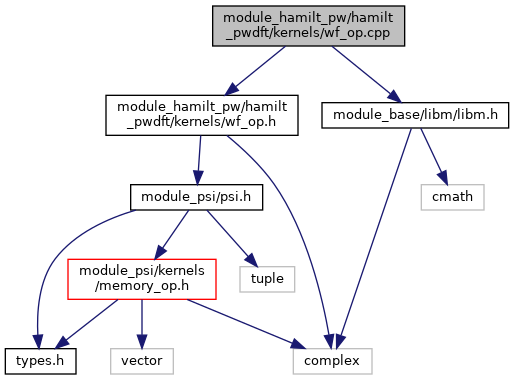 module_hamilt_pw/hamilt
_pwdft/kernels/wf_op.cpp
module_hamilt_pw/hamilt
_pwdft/kernels/wf_op.h
module_base/libm/libm.h
module_psi/psi.h
cmath
module_psi/kernels
/memory_op.h
tuple
types.h
vector
complex